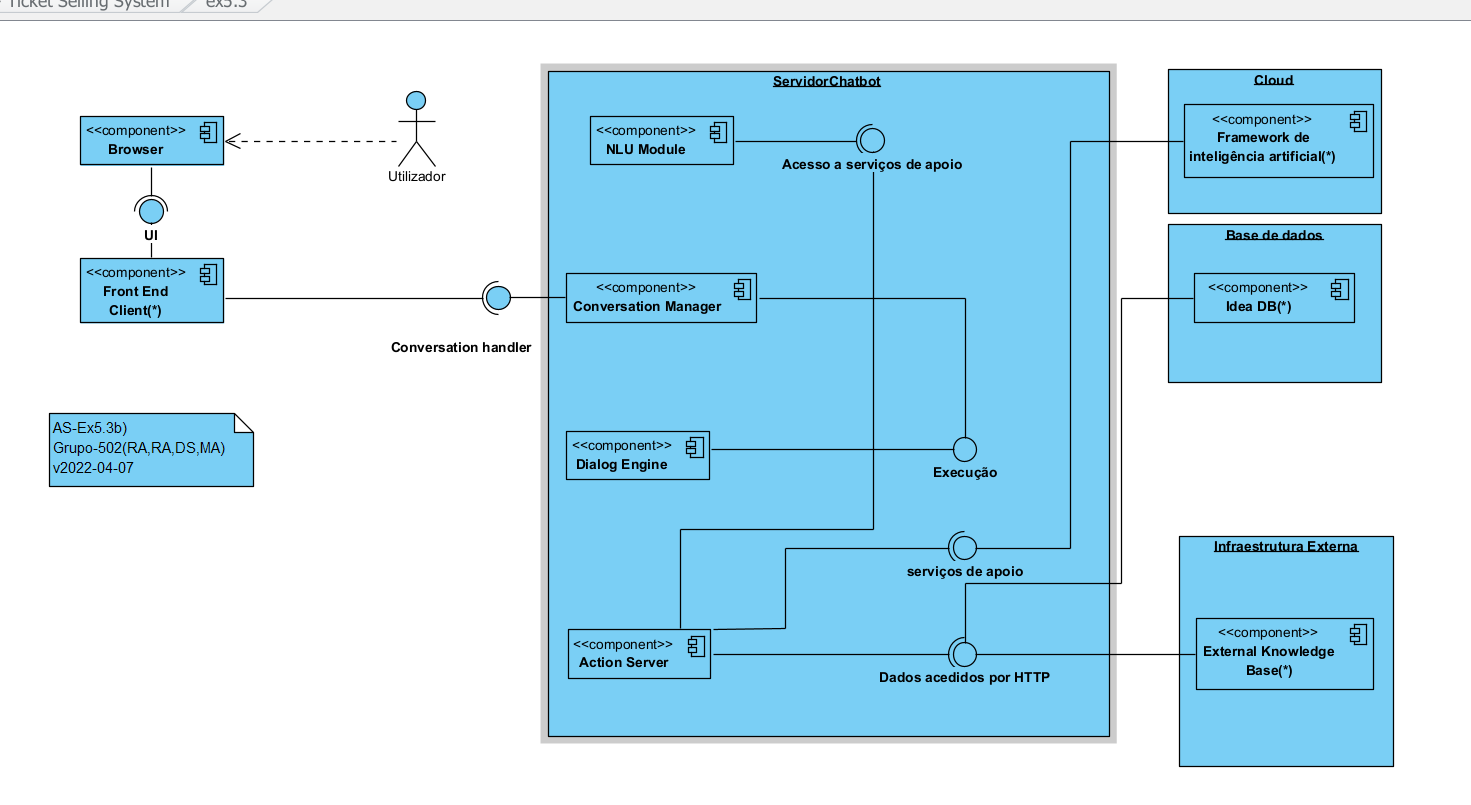 Ticket Selling System
ex5.3
<<component>>
Browser
Utilizador
UI
<<component>>
Front End
Client(*)
Conversation handler
AS-Ex5.3b)
Grupo-502(RA,RA,DS,MA)
v2022-04-07
ServidorChatbot
<<component>>
NLU Module
Acesso a serviços de apoio
<<component>>
Conversation Manager
<<component>>
Dialog Engine
Execução
serviços de apoio
<<component>>
Action Server
Dados acedidos por HTTP
Cloud
<<component>>
Framework de
inteligência artificial(*)
Base de dados
<<component>>
Idea DB(*)
Infraestrutura Externa
<<component>>
External Knowledge
Base(*)